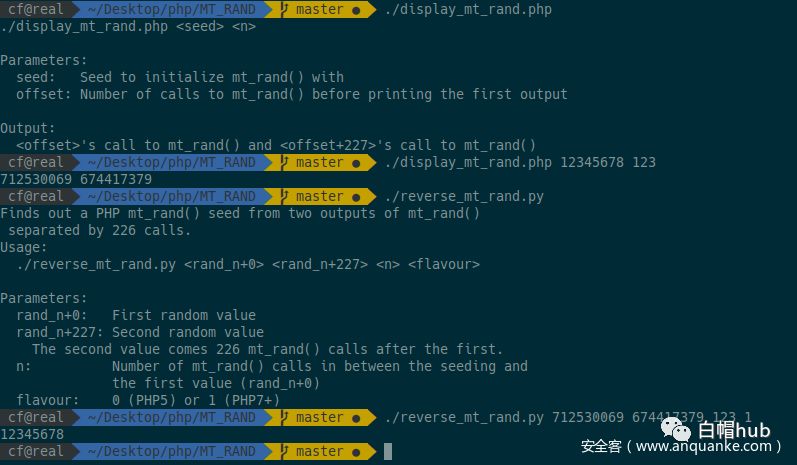 cf@real ~/Desktop/php/MT_RAND master ● ./display_mt_rand.php
./display_mt_rand.php <seed> <n>
Parameters:
seed: Seed to initialize mt_rand() with
offset: Number of calls to mt_rand() before printing the first output
Output:
<offset>'s call to mt_rand() and <offset+227>'s call to mt_rand()
cf@real ~/Desktop/php/MT_RAND master ● ./display_mt_rand.php 12345678 123
712530069 674417379
cf@real ~/Desktop/php/MT_RAND master ● ./reverse_mt_rand.py
Finds out a PHP mt_rand() seed from two outputs of mt_rand()
separated by 226 calls.
Usage:
./reverse_mt_rand.py <rand_n+0> <rand_n+227> <n> <flavour>
Parameters:
rand_n+0: First random value
rand_n+227: Second random value
The second value comes 226 mt_rand() calls after the first.
n: Number of mt_rand() calls in between the seeding and
the first value (rand_n+0)
flavour: 0 (PHP5) or 1 (PHP7+)
cf@real ~/Desktop/php/MT_RAND master ● ./reverse_mt_rand.py 712530069 674417379 123 1
12345678
cf@real ~/Desktop/php/MT_RAND master ●
白帽hub
安全客（www.anquanke.com）